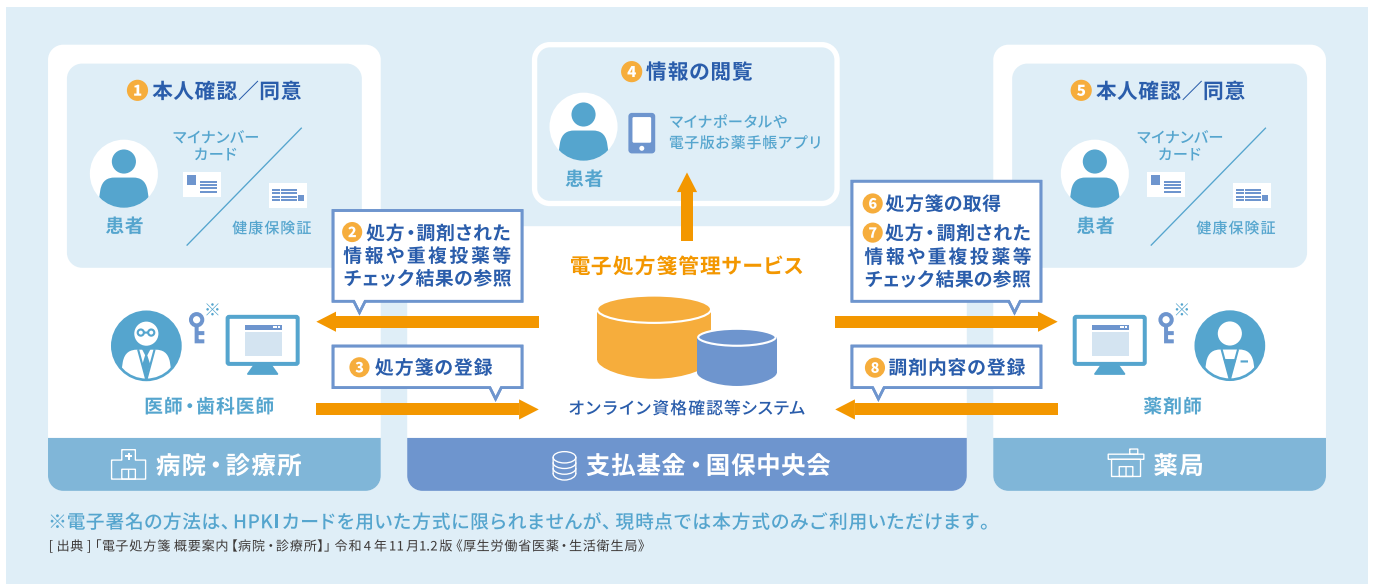 1 本人確認／同意
マイナンバー
カード
患者
健康保険証
2 処方・調剤された
情報や重複投薬等
チェック結果の参照
※
3 処方箋の登録
医師・歯科医師
病院・診療所
4 情報の閲覧
マイナポータルや
電子版お薬手帳アプリ
患者
電子処方箋管理サービス
オンライン資格確認等システム
支払基金・国保中央会
5 本人確認／同意
マイナンバー
カード
患者
健康保険証
6 処方箋の取得
7 処方・調剤された
情報や重複投薬等
チェック結果の参照
※
8 調剤内容の登録
薬剤師
薬局
※電子署名の方法は、HPKIカードを用いた方式に限られませんが、現時点では本方式のみご利用いただけます。
[ 出典 ]「電子処方箋 概要案内【病院・診療所】」令和4年11月1.2版《厚生労働省医薬・生活衛生局》